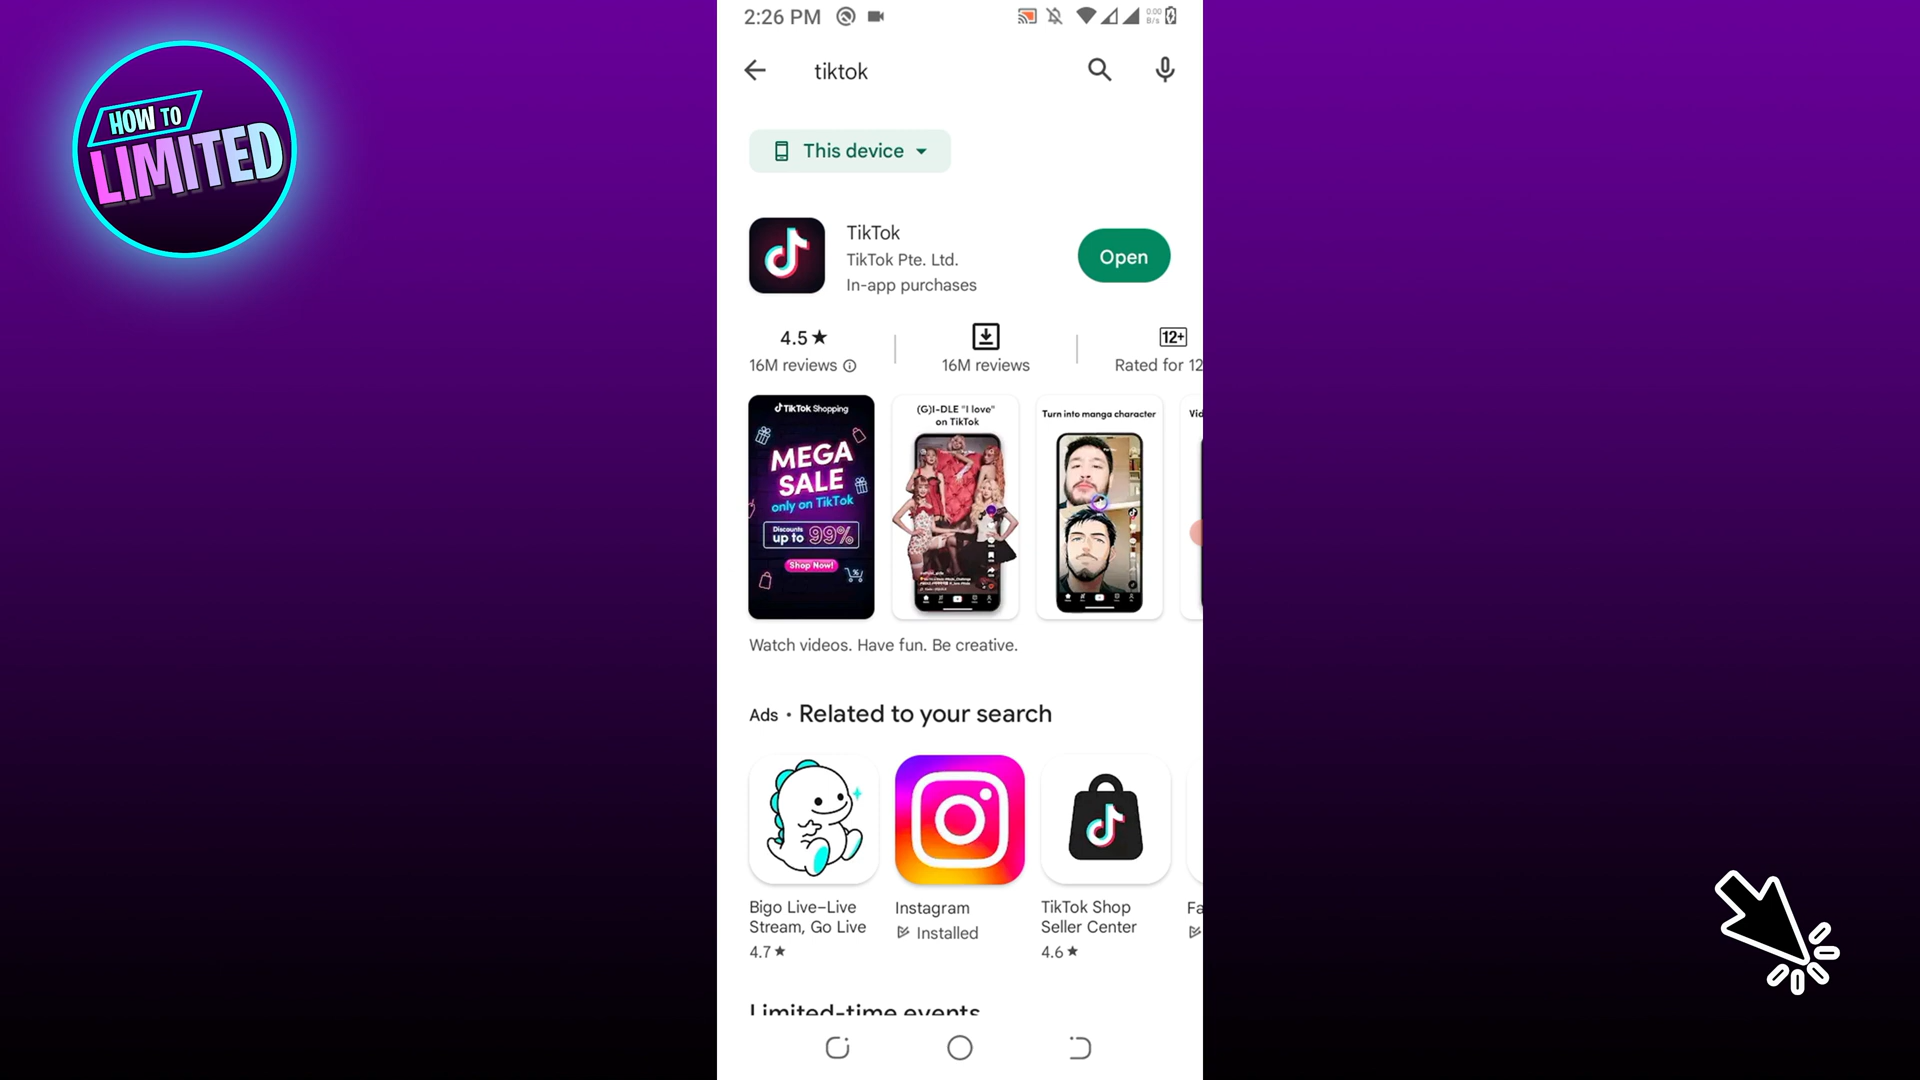 HOW TO
LIMITED
2:26 PM
0.00
B/s
tiktok
This device
TikTok
TikTok Pte. Ltd.
In-app purchases
Open
4.5★
16M reviews
16M reviews
12+
Rated for 12
TikTok Shopping
MEGA
SALE
only on TikTok
Discounts
up to 99%
Shop Now!
(G)I-DLE "I love"
on TikTok
Turn into manga character
Vid
Watch videos. Have fun. Be creative.
Ads • Related to your search
Bigo Live–Live
Stream, Go Live
4.7★
Instagram
Installed
TikTok Shop
Seller Center
4.6★
Fa
Limited-time events